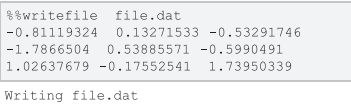 %%writefile file.dat
-0.81119324 0.13271533 -0.53291746
-1.7866504 0.53885571 -0.5990491
1.02637679 -0.17552541 1.73950339
Writing file.dat